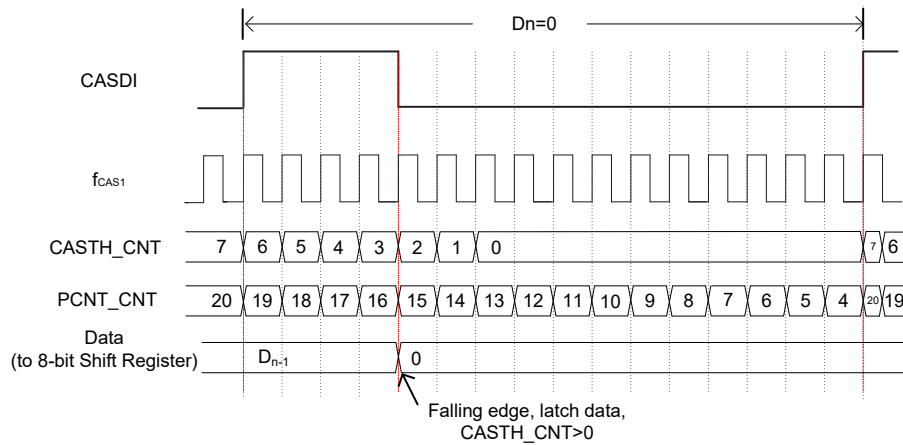 Dn=0
CASDI
fCAS1
CASTH_CNT 7 6 5 4 3 2 1 0 7 6
PCNT_CNT 20 19 18 17 16 15 14 13 12 11 10 9 8 7 6 5 4 20 19
Data
(to 8-bit Shift Register) Dn-1 0
Falling edge, latch data,
CASTH_CNT>0